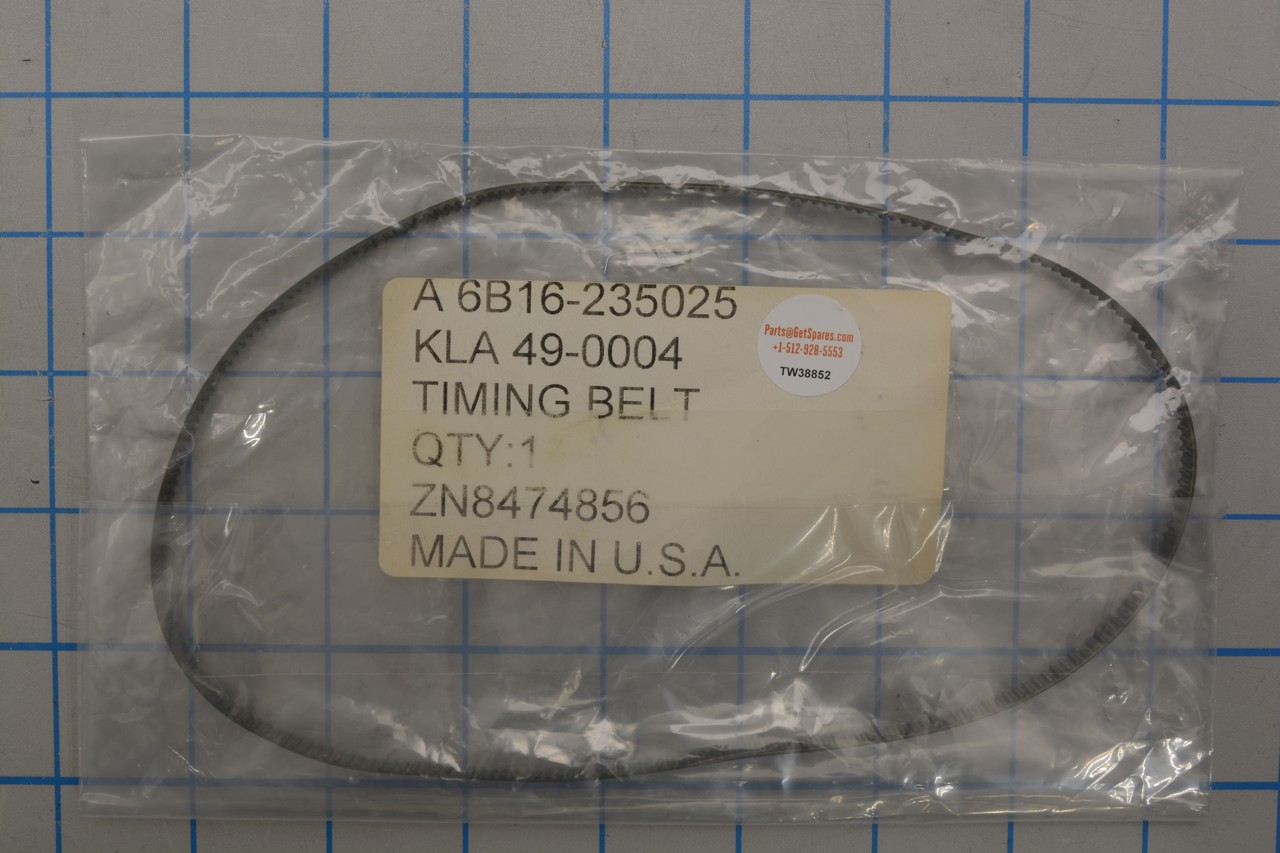 A 6B16-235025
KLA 49-0004
TIMING BELT
QTY:1
ZN8474856
MADE IN U.S.A.
Parts@GetSpares.com
+1-512-928-5553
TW38852